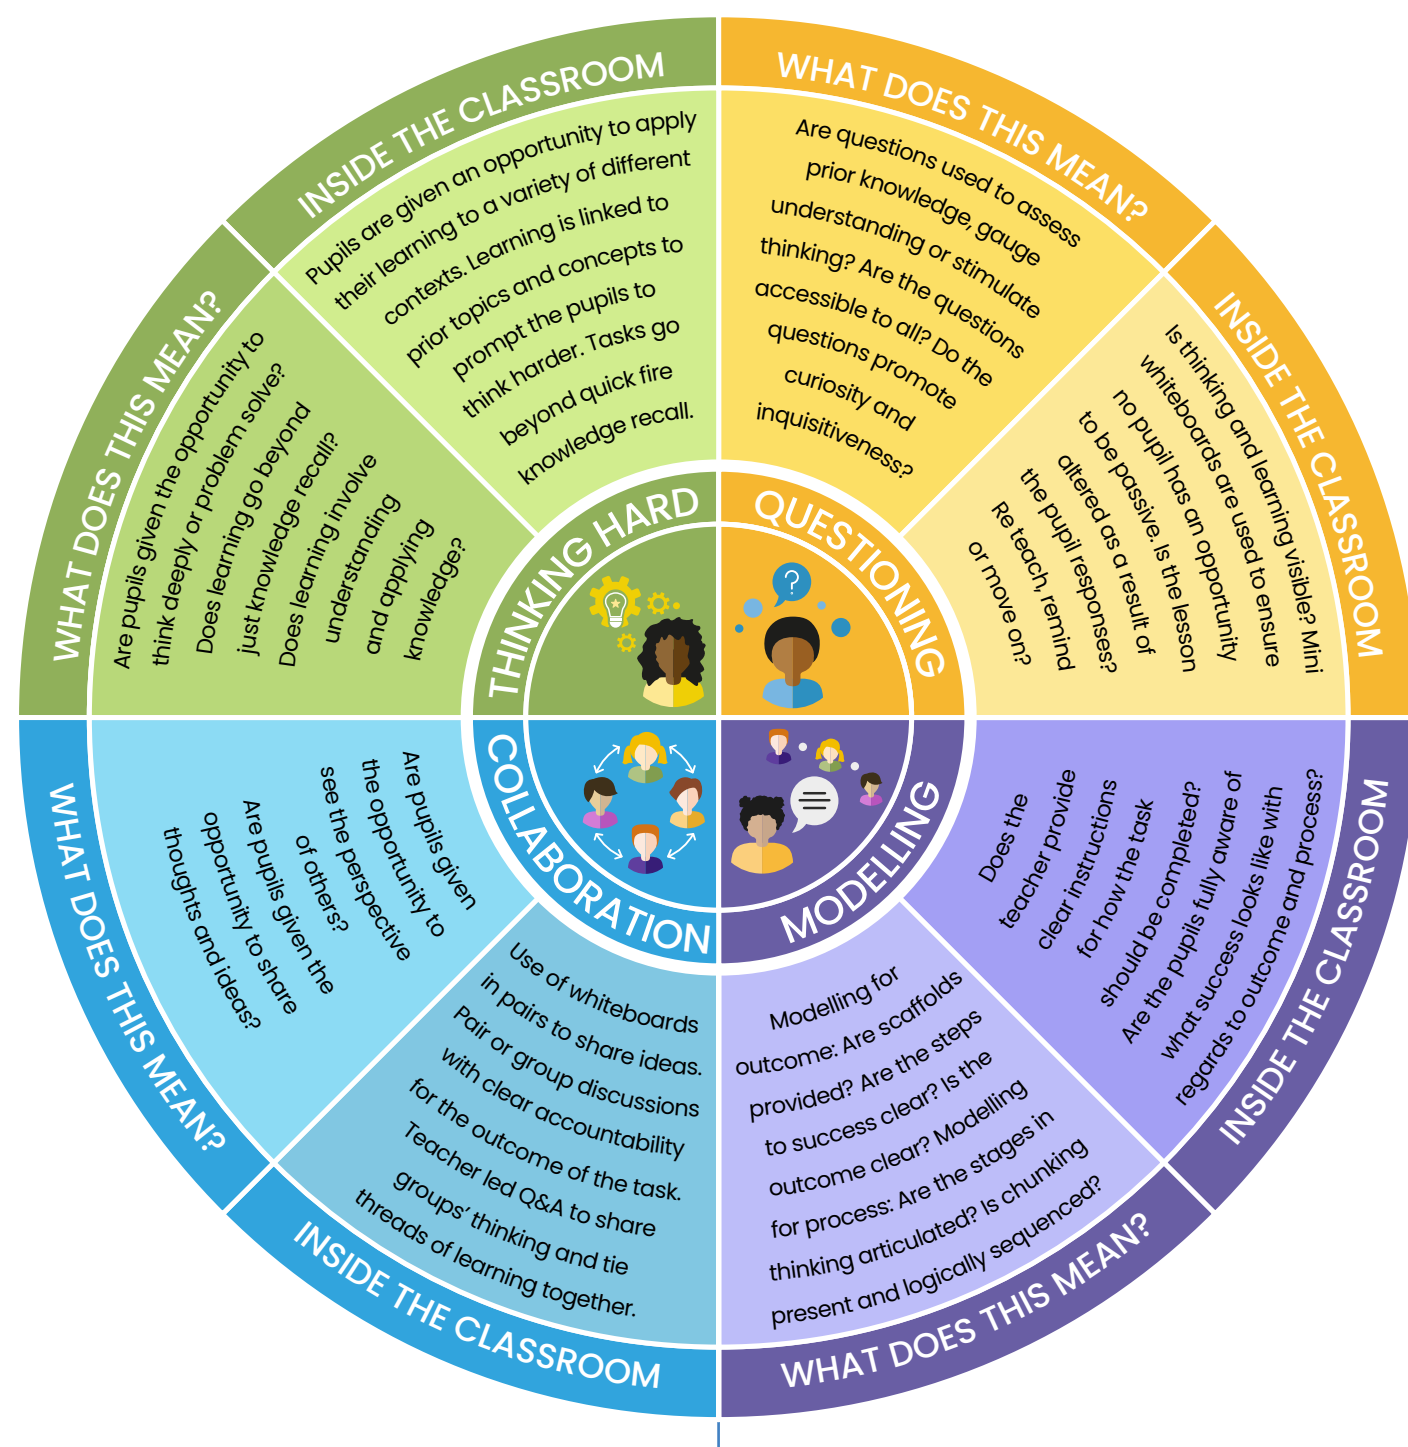 THINKING HARD
WHAT DOES THIS MEAN?
Are pupils given the opportunity to
think deeply or problem solve?
Does learning go beyond
just knowledge recall?
Does learning involve
understanding
and applying
knowledge?
INSIDE THE CLASSROOM
Pupils are given an opportunity to apply
their learning to a variety of different
contexts. Learning is linked to
prior topics and concepts to
prompt the pupils to
think harder. Tasks go
beyond quick fire
knowledge recall.
QUESTIONING
WHAT DOES THIS MEAN?
Are questions used to assess
prior knowledge, gauge
understanding or stimulate
thinking? Are the questions
accessible to all? Do the
questions promote
curiosity and
inquisitiveness?
INSIDE THE CLASSROOM
Is thinking and learning visible? Mini
whiteboards are used to ensure
no pupil has an opportunity
to be passive. Is the lesson
altered as a result of
the pupil responses?
Re teach, remind
or move on?
MODELLING
INSIDE THE CLASSROOM
Does the
teacher provide
clear instructions
for how the task
should be completed?
Are the pupils fully aware of
what success looks like with
regards to outcome and process?
WHAT DOES THIS MEAN?
Modelling for
outcome: Are scaffolds
provided? Are the steps
to success clear? Is the
outcome clear? Modelling
for process: Are the stages in
thinking articulated? Is chunking
present and logically sequenced?
COLLABORATION
INSIDE THE CLASSROOM
Use of whiteboards
in pairs to share ideas.
Pair or group discussions
with clear accountability
for the outcome of the task.
Teacher led Q&A to share
groups’ thinking and tie
threads of learning together.
WHAT DOES THIS MEAN?
Are pupils given
the opportunity to
see the perspective
of others?
Are pupils given the
opportunity to share
thoughts and ideas?
?